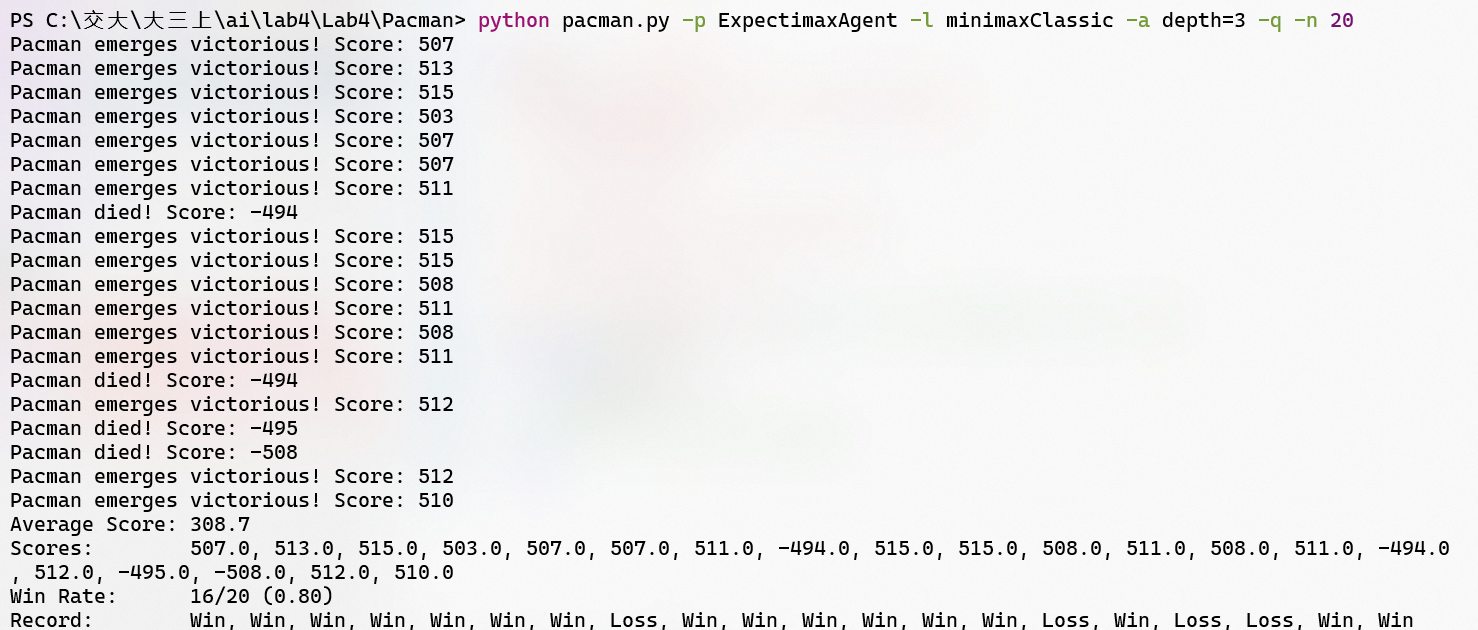 PS C:\交大\大三上\ai\lab4\Lab4\Pacman> python pacman.py -p ExpectimaxAgent -l minimaxClassic -a depth=3 -q -n 20
Pacman emerges victorious! Score: 507
Pacman emerges victorious! Score: 513
Pacman emerges victorious! Score: 515
Pacman emerges victorious! Score: 503
Pacman emerges victorious! Score: 507
Pacman emerges victorious! Score: 507
Pacman emerges victorious! Score: 511
Pacman died! Score: -494
Pacman emerges victorious! Score: 515
Pacman emerges victorious! Score: 515
Pacman emerges victorious! Score: 508
Pacman emerges victorious! Score: 511
Pacman emerges victorious! Score: 508
Pacman emerges victorious! Score: 511
Pacman died! Score: -494
Pacman emerges victorious! Score: 512
Pacman died! Score: -495
Pacman died! Score: -508
Pacman emerges victorious! Score: 512
Pacman emerges victorious! Score: 510
Average Score: 308.7
Scores:        507.0, 513.0, 515.0, 503.0, 507.0, 507.0, 511.0, -494.0, 515.0, 515.0, 508.0, 511.0, 508.0, 511.0, -494.0
, 512.0, -495.0, -508.0, 512.0, 510.0
Win Rate:      16/20 (0.80)
Record:        Win, Win, Win, Win, Win, Win, Win, Loss, Win, Win, Win, Win, Win, Win, Loss, Win, Loss, Loss, Win, Win